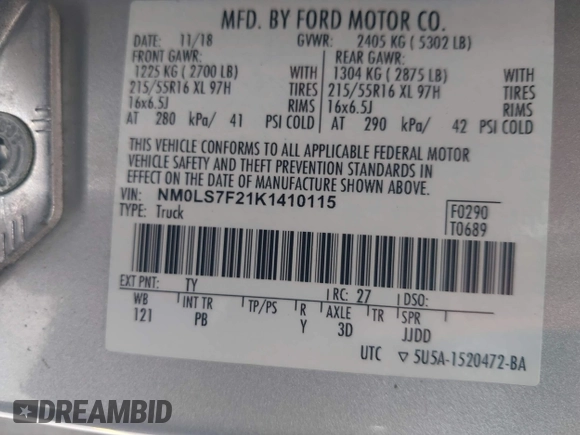 MFD. BY FORD MOTOR CO.
DATE: 11/18 GVWR: 2405 KG ( 5302 LB)
FRONT GAWR: REAR GAWR:
1225 KG ( 2700 LB) WITH 1304 KG ( 2875 LB) WITH
215/55R16 XL 97H TIRES 215/55R16 XL 97H TIRES
16x6.5J RIMS 16x6.5J RIMS
AT 280 kPa/ 41 PSI COLD AT 290 kPa/ 42 PSI COLD
THIS VEHICLE CONFORMS TO ALL APPLICABLE FEDERAL MOTOR
VEHICLE SAFETY AND THEFT PREVENTION STANDARDS IN
EFFECT ON THE DATE OF MANUFACTURE SHOWN ABOVE.
VIN: NM0LS7F21K1410115 F0290
TYPE: Truck T0689
EXT PNT: TY RC: 27 DSO:
WB INT TR TP/PS R AXLE TR SPR
121 PB Y 3D JJDD
UTC ▽ 5U5A-1520472-BA
DREAMBID